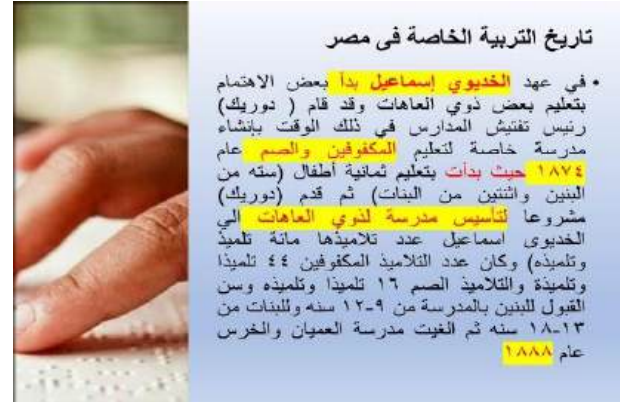 تاريخ التربية الخاصة فى مصر
• في عهد الخديوي إسماعيل بدأ بعض الاهتمام
بتعليم بعض ذوي العاهات وقد قام ( دوريك)
رئيس تفتيش المدارس في ذلك الوقت بإنشاء
مدرسة خاصة لتعليم المكفوفين والصم عام
١٨٧٤ حيث بدأت بتعليم ثمانية أطفال (سته من
البنين واثنتين من البنات) ثم قدم (دوريك)
مشروعا لتأسيس مدرسة لذوي العاهات الي
الخديوى اسماعيل عدد تلاميذها مائة تلميذ
وتلميذه) وكان عدد التلاميذ المكفوفين ٤٤ تلميذا
وتلميذة والتلاميذ الصم ١٦ تلميذا وتلميذه وسن
القبول للبنين بالمدرسة من ٩-١٢ سنه وللبنات من
١٣-١٨ سنه ثم الغيت مدرسة العميان والخرس
عام ١٨٨٨